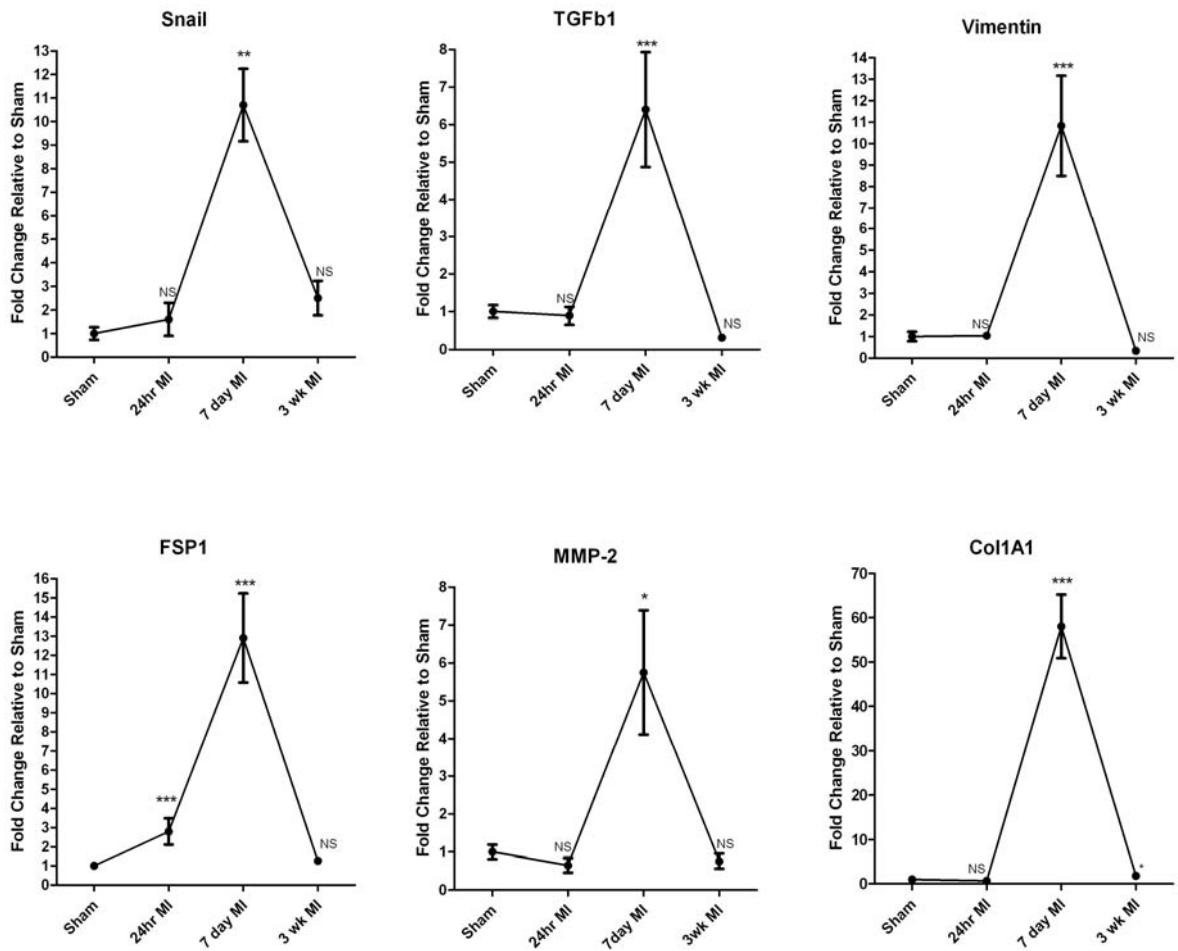 Snail
Fold Change Relative to Sham
13
12
11
10
9
8
7
6
5
4
3
2
1
0
**
NS
NS
Sham
24hr MI
7 day MI
3 wk MI
TGFb1
Fold Change Relative to Sham
8
7
6
5
4
3
2
1
0
***
NS
NS
Sham
24hr MI
7 day MI
3 wk MI
Vimentin
Fold Change Relative to Sham
14
13
12
11
10
9
8
7
6
5
4
3
2
1
0
***
NS
NS
Sham
24hr MI
7 day MI
3 wk MI
FSP1
Fold Change Relative to Sham
16
15
14
13
12
11
10
9
8
7
6
5
4
3
2
1
0
***
***
NS
Sham
24hr MI
7 day MI
3 wk MI
MMP-2
Fold Change Relative to Sham
8
7
6
5
4
3
2
1
0
*
NS
NS
Sham
24hr MI
7 day MI
3wk MI
Col1A1
Fold Change Relative to Sham
70
60
50
40
30
20
10
0
***
NS
*
Sham
24hr MI
7 day MI
3 wk MI